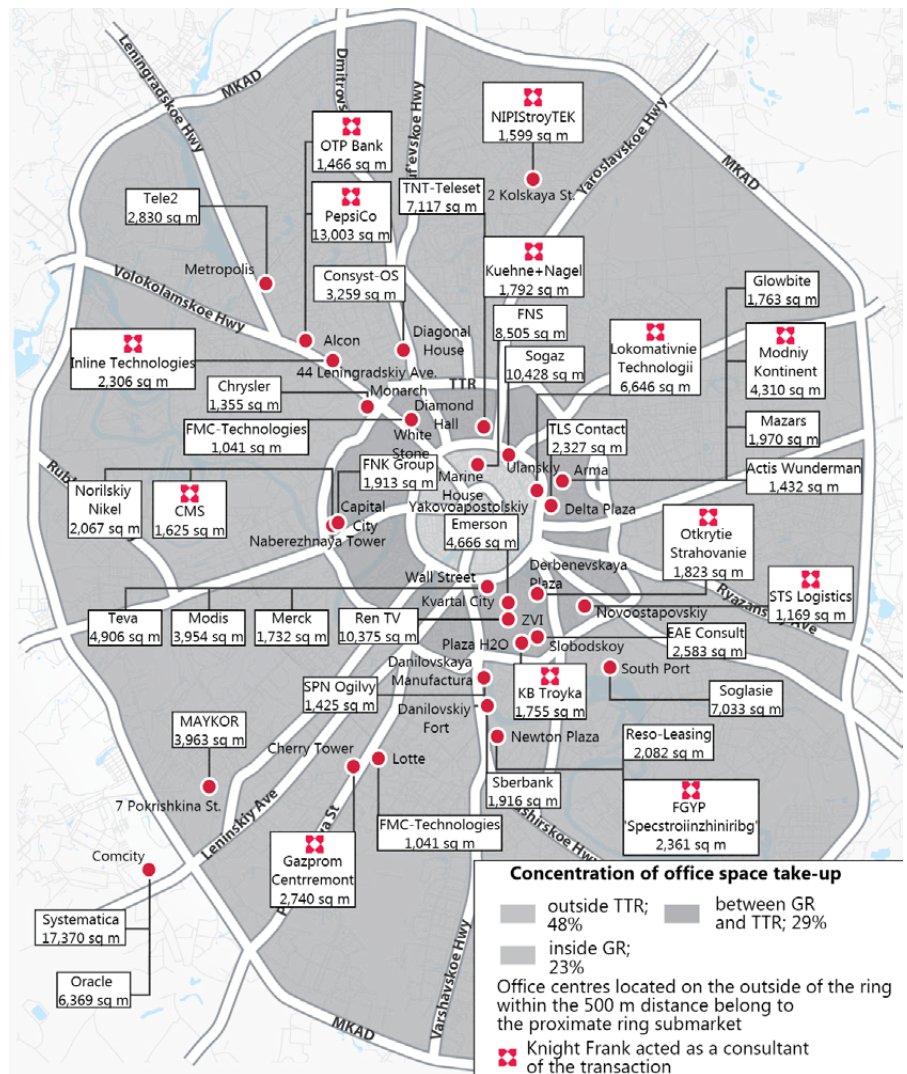 MKAD
Leningradskoe Hwy
Dmitrovs
uf'evskoe Hwy
Yaroslavskoe Hwy
MKAD
NIPIStroyTEK
1,599 sq m
2 Kolskaya St.
OTP Bank
1,466 sq m
PepsiCo
13,003 sq m
TNT-Teleset
7,117 sq m
Tele2
2,830 sq m
Metropolis
Volokolamskoe Hwy
Consyst-OS
3,259 sq m
Kuehne+Nagel
1,792 sq m
Glowbite
1,763 sq m
FNS
8,505 sq m
Alcon
Diagonal
House
Inline Technologies
2,306 sq m
44 Leningradskiy Ave.
Sogaz
10,428 sq m
Lokomativnie
Technologii
6,646 sq m
Modniy
Kontinent
4,310 sq m
Chrysler
1,355 sq m
Monarch
TTR
Diamond
Hall
FMC-Technologies
1,041 sq m
White
Stone
TLS Contact
2,327 sq m
Mazars
1,970 sq m
FNK Group
1,913 sq m
Marine
House
Ulanskiy
Arma
Actis Wunderman
1,432 sq m
Rub
Norilskiy
Nikel
2,067 sq m
CMS
1,625 sq m
Capital
City
Naberezhnaya Tower
Yakovoapostolskiy
Delta Plaza
Emerson
4,666 sq m
Otkrytie
Strahovanie
1,823 sq m
Derbenevskaya
Plaza
Wall Street
Kvartal City
Novoostapovskiy
STS Logistics
1,169 sq m
Ryazans
Ave
Teva
4,906 sq m
Modis
3,954 sq m
Merck
1,732 sq m
Ren TV
10,375 sq m
ZVI
Plaza H2O
Slobodskoy
EAE Consult
2,583 sq m
Danilovskaya
Manufactura
South Port
SPN Ogilvy
1,425 sq m
KB Troyka
1,755 sq m
Soglasie
7,033 sq m
Danilovskiy
Fort
MAYKOR
3,963 sq m
Newton Plaza
Reso-Leasing
2,082 sq m
Cherry Tower
Lotte
7 Pokrishkina St.
Sberbank
1,916 sq m
FGYP
'Specstroiinzhiniribg'
2,361 sq m
Leninskiy Ave
a St
shirskoe Hwy
FMC-Technologies
1,041 sq m
Gazprom
Centrremont
2,740 sq m
Comcity
Systematica
17,370 sq m
Oracle
6,369 sq m
Varshavskoe Hwy
MKAD
Concentration of office space take-up
outside TTR;
48%
between GR
and TTR; 29%
inside GR;
23%
Office centres located on the outside of the ring
within the 500 m distance belong to
the proximate ring submarket
Knight Frank acted as a consultant
of the transaction